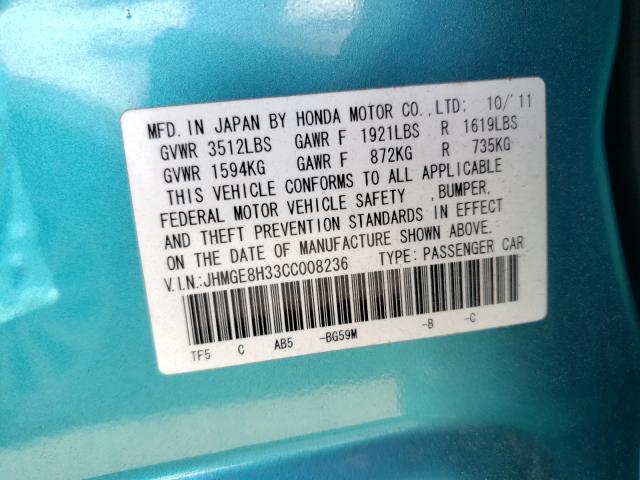 MFD. IN JAPAN BY HONDA MOTOR CO., LTD: 10/'11
GVWR 3512LBS GAWR F 1921LBS R 1619LBS
GVWR 1594KG GAWR F 872KG R 735KG
THIS VEHICLE CONFORMS TO ALL APPLICABLE
FEDERAL MOTOR VEHICLE SAFETY ,BUMPER,
AND THEFT PREVENTION STANDARDS IN EFFECT
ON THE DATE OF MANUFACTURE SHOWN ABOVE.
V.I.N.:JHMGE8H33CC008236 TYPE: PASSENGER CAR
TF5 C AB5 -BG59M -B -C